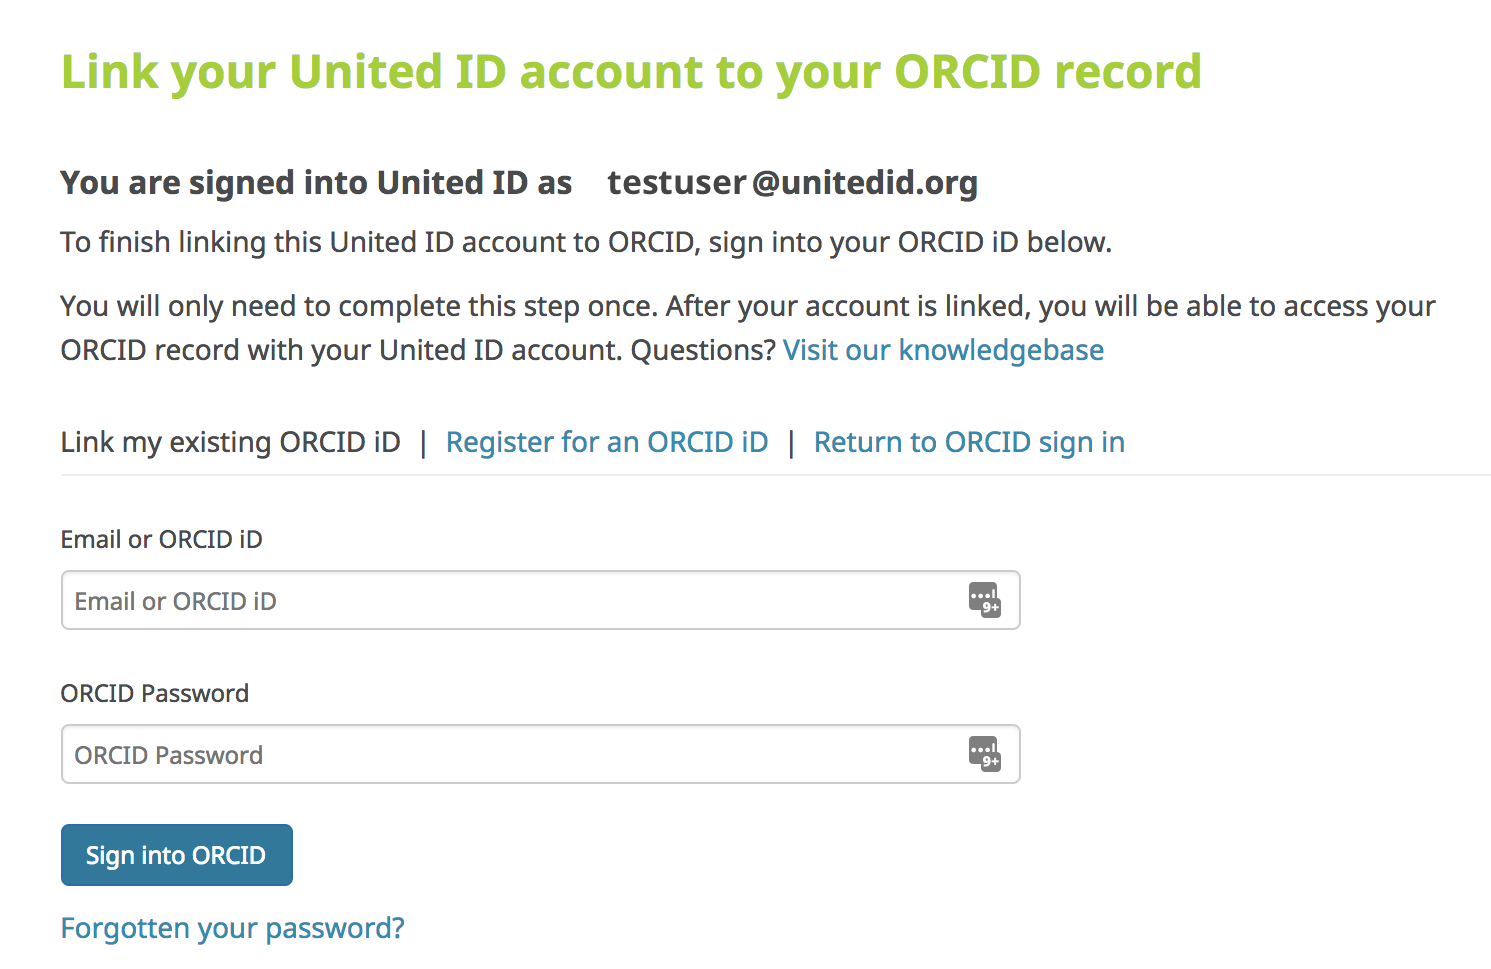 Link your United ID account to your ORCID record
You are signed into United ID as testuser@unitedid.org
To finish linking this United ID account to ORCID, sign into your ORCID iD below.
You will only need to complete this step once. After your account is linked, you will be able to access your
ORCID record with your United ID account. Questions? Visit our knowledgebase
Link my existing ORCID iD | Register for an ORCID iD | Return to ORCID sign in
Email or ORCID iD
Email or ORCID iD
9+
ORCID Password
ORCID Password
9+
Sign into ORCID
Forgotten your password?